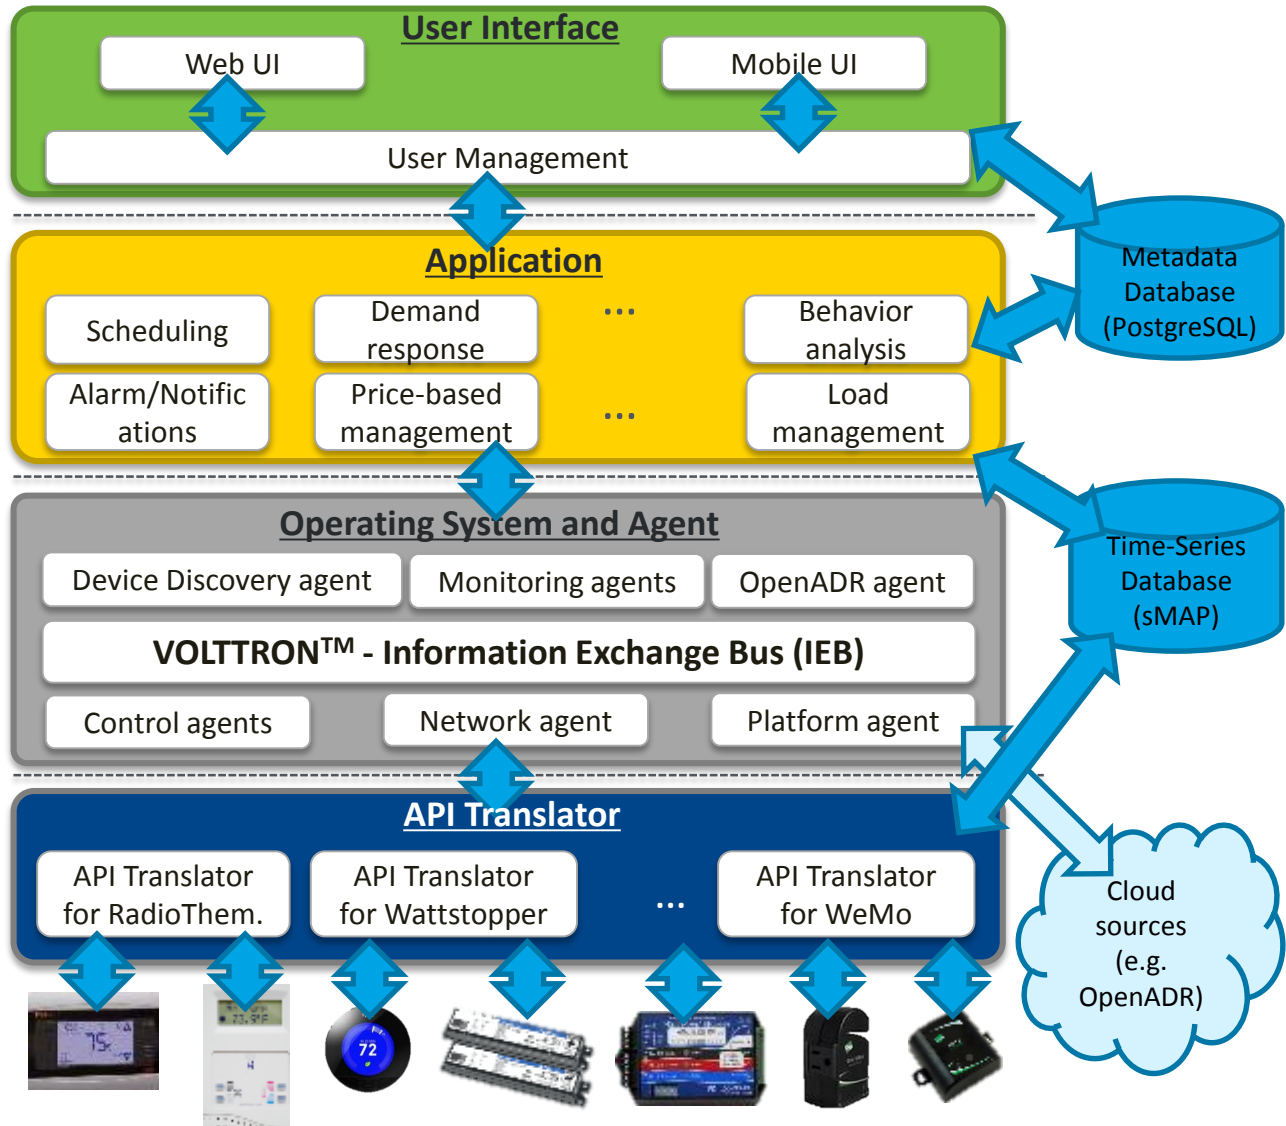 User Interface
Web UI
Mobile UI
User Management
Metadata
Database
(PostgreSQL)
Application
Scheduling
Demand
response
...
Behavior
analysis
Alarm/Notific
ations
Price-based
management
...
Load
management
Operating System and Agent
Device Discovery agent
Monitoring agents
OpenADR agent
Time-Series
Database
(sMAP)
VOLTTRON™ - Information Exchange Bus (IEB)
Control agents
Network agent
Platform agent
API Translator
API Translator
for RadioThem.
API Translator
for Wattstopper
...
API Translator
for WeMo
Cloud
sources
(e.g.
OpenADR)
75
73.9°F
72